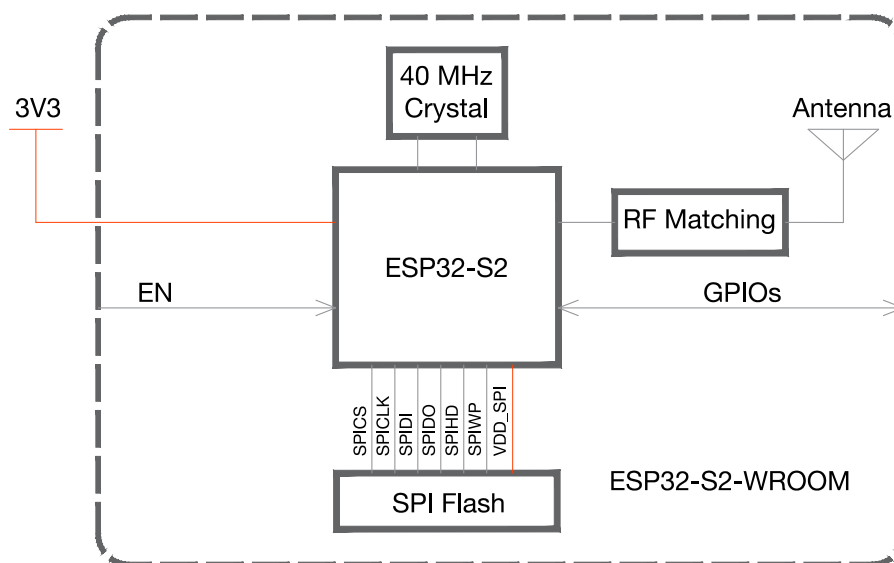 40 MHz
Crystal
3V3
Antenna
RF Matching
ESP32-S2
EN
GPIOs
SPICS
SPICLK
SPIDI
SPIDO
SPIHD
SPIWP
VDD_SPI
ESP32-S2-WROOM
SPI Flash